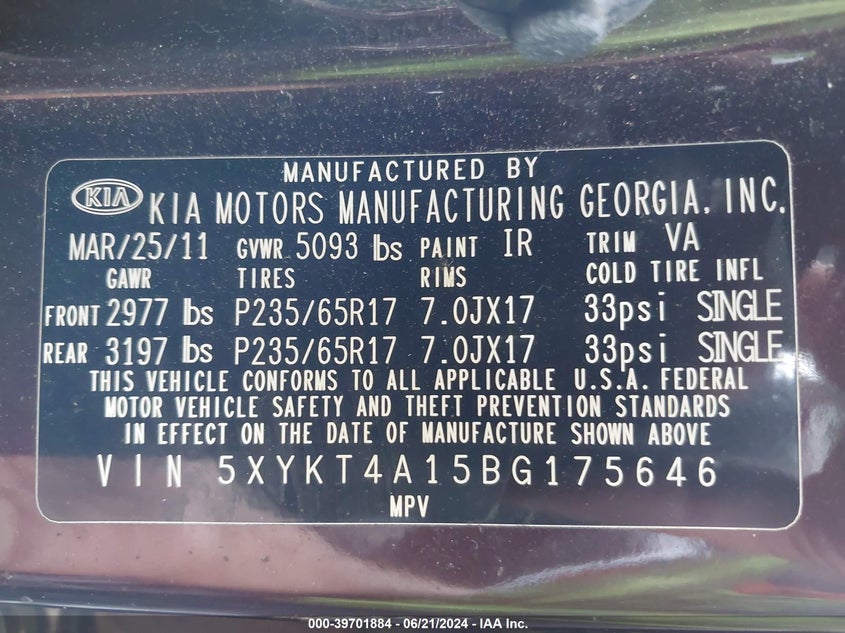 MANUFACTURED BY
KIA KIA MOTORS MANUFACTURING GEORGIA, INC.
MAR/25/11 GVWR 5093 lbs PAINT IR TRIM VA
GAWR TIRES RIMS COLD TIRE INFL
FRONT 2977 lbs P235/65R17 7.0JX17 33psi SINGLE
REAR 3197 lbs P235/65R17 7.0JX17 33psi SINGLE
THIS VEHICLE CONFORMS TO ALL APPLICABLE U.S.A. FEDERAL
MOTOR VEHICLE SAFETY AND THEFT PREVENTION STANDARDS
IN EFFECT ON THE DATE OF MANUFACTURE SHOWN ABOVE
VIN 5XYKT4A15BG175646
MPV
000-39701884 - 06/21/2024 - IAA Inc.